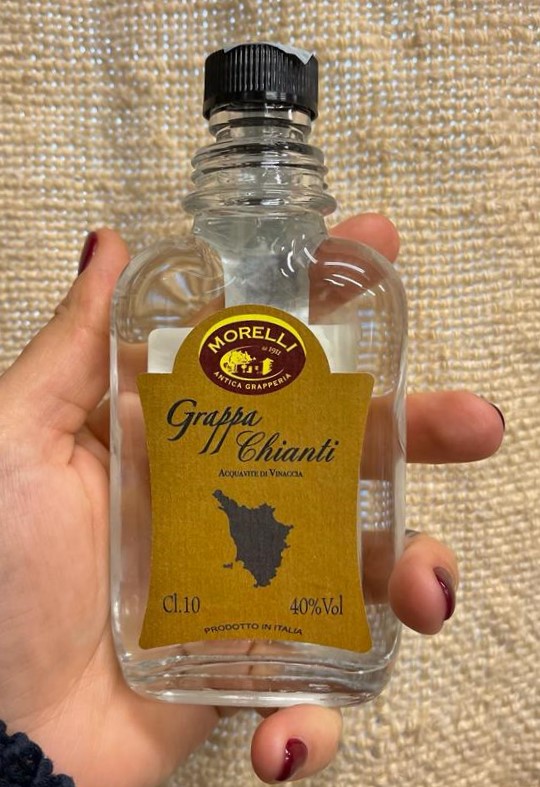 MORELLI
dal 1911
ANTICA GRAPPERIA
Grappa
Chianti
ACQUAVITE DI VINACCIA
Cl.10 40%Vol
PRODOTTO IN ITALIA